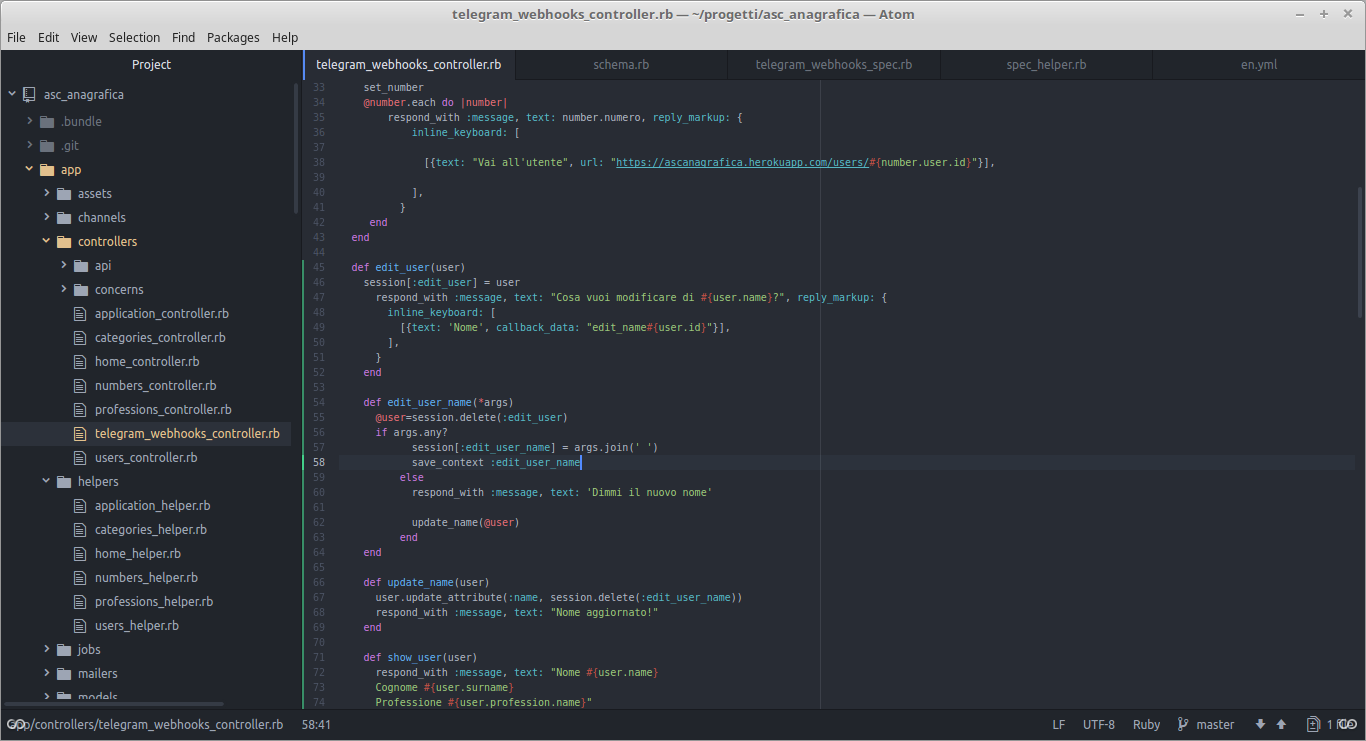 telegram_webhooks_controller.rb — ~/progetti/asc_anagrafica — Atom
File Edit View Selection Find Packages Help
Project
asc_anagrafica
.bundle
.git
app
assets
channels
controllers
api
concerns
application_controller.rb
categories_controller.rb
home_controller.rb
numbers_controller.rb
professions_controller.rb
telegram_webhooks_controller.rb
users_controller.rb
helpers
application_helper.rb
categories_helper.rb
home_helper.rb
numbers_helper.rb
professions_helper.rb
users_helper.rb
jobs
mailers
models
telegram_webhooks_controller.rb schema.rb telegram_webhooks_spec.rb spec_helper.rb en.yml
33 set_number
34 @number.each do |number|
35 respond_with :message, text: number.numero, reply_markup: {
36 inline_keyboard: [
37
38 [{text: "Vai all'utente", url: "https://ascanagrafica.herokuapp.com/users/#{number.user.id}"}],
39
40 ],
41 }
42 end
43 end
44
45 def edit_user(user)
46 session[:edit_user] = user
47 respond_with :message, text: "Cosa vuoi modificare di #{user.name}?", reply_markup: {
48 inline_keyboard: [
49 [{text: 'Nome', callback_data: "edit_name#{user.id}"}],
50 ],
51 }
52 end
53
54 def edit_user_name(*args)
55 @user=session.delete(:edit_user)
56 if args.any?
57 session[:edit_user_name] = args.join(' ')
58 save_context :edit_user_name
59 else
60 respond_with :message, text: 'Dimmi il nuovo nome'
61
62 update_name(@user)
63 end
64 end
65
66 def update_name(user)
67 user.update_attribute(:name, session.delete(:edit_user_name))
68 respond_with :message, text: "Nome aggiornato!"
69 end
70
71 def show_user(user)
72 respond_with :message, text: "Nome #{user.name}
73 Cognome #{user.surname}
74 Professione #{user.profession.name}"
app/controllers/telegram_webhooks_controller.rb 58:41 LF UTF-8 Ruby master 1